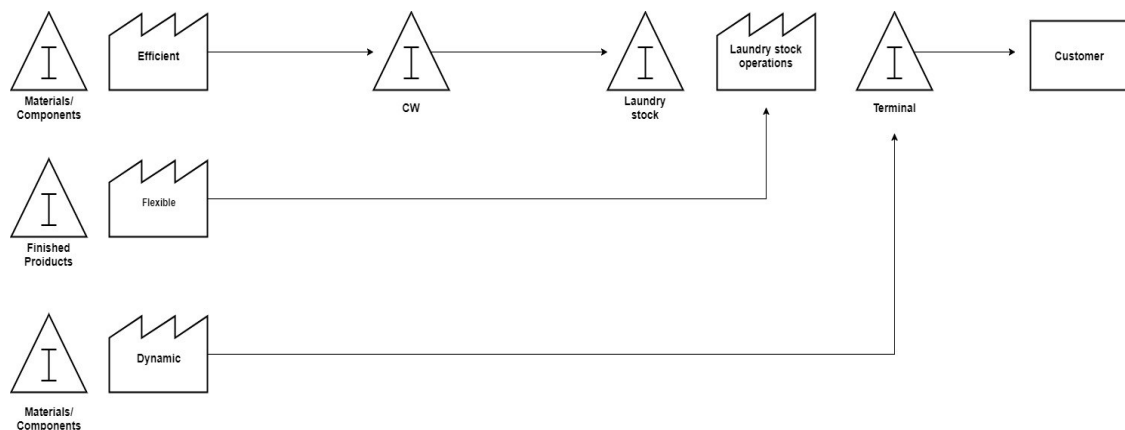 Efficient
Laundry stock
operations
Customer
Materials/
Components
CW
Laundry
stock
Terminal
Flexible
Finished
Proiducts
Dynamic
Materials/
Components